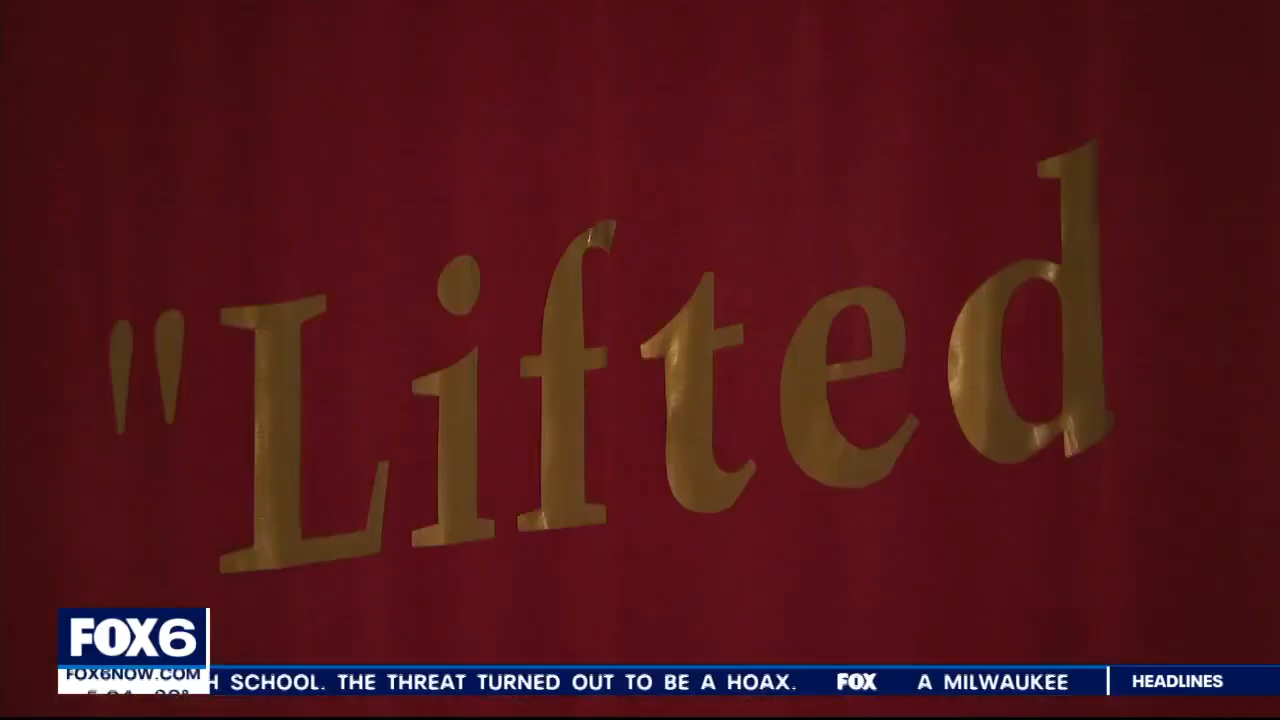 "Lifted
FOX6
FOX6NOW.COM
H SCHOOL. THE THREAT TURNED OUT TO BE A HOAX. FOX A MILWAUKEE HEADLINES